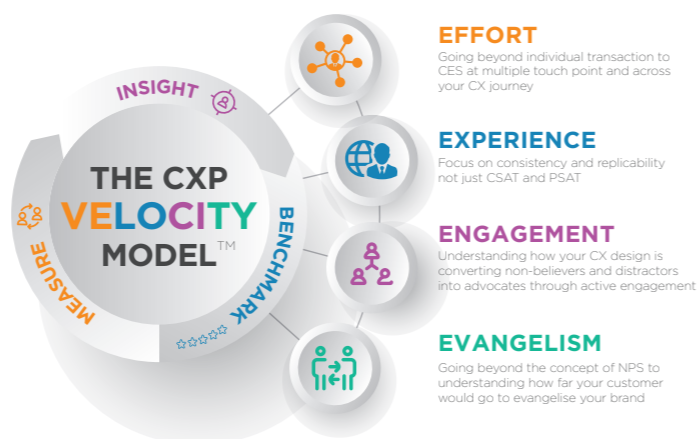 INSIGHT
THE CXP
VELOCITY
MODEL™
MEASURE
BENCHMARK
EFFORT
Going beyond individual transaction to
CES at multiple touch point and across
your CX journey
EXPERIENCE
Focus on consistency and replicability
not just CSAT and PSAT
ENGAGEMENT
Understanding how your CX design is
converting non-believers and distractors
into advocates through active engagement
EVANGELISM
Going beyond the concept of NPS to
understanding how far your customer
would go to evangelise your brand